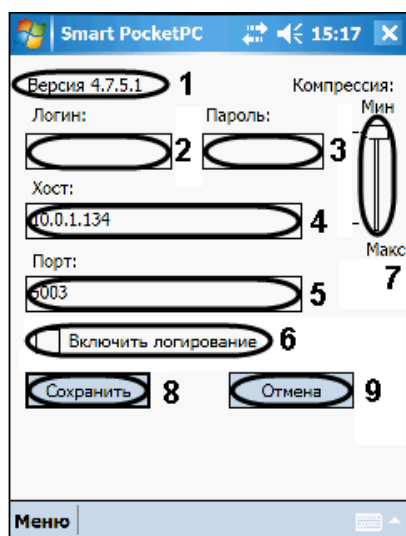 Smart PocketPC 15:17
Версия 4.7.5.1 1 Компрессия:
Логин: Пароль: Мин
2 3
Хост:
10.0.1.134 4
Макс
Порт: 7
5003 5
Включить логирование 6
Сохранить 8 Отмена 9
Меню